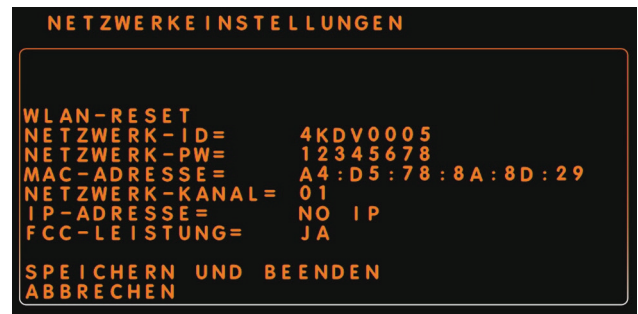 NETZWERKEINSTELLUNGEN
WLAN-RESET
NETZWERK-ID= 4KDV0005
NETZWERK-PW= 12345678
MAC-ADRESSE= A4:D5:78:8A:8D:29
NETZWERK-KANAL= 01
IP-ADRESSE= NO IP
FCC-LEISTUNG= JA
SPEICHERN UND BEENDEN
ABBRECHEN